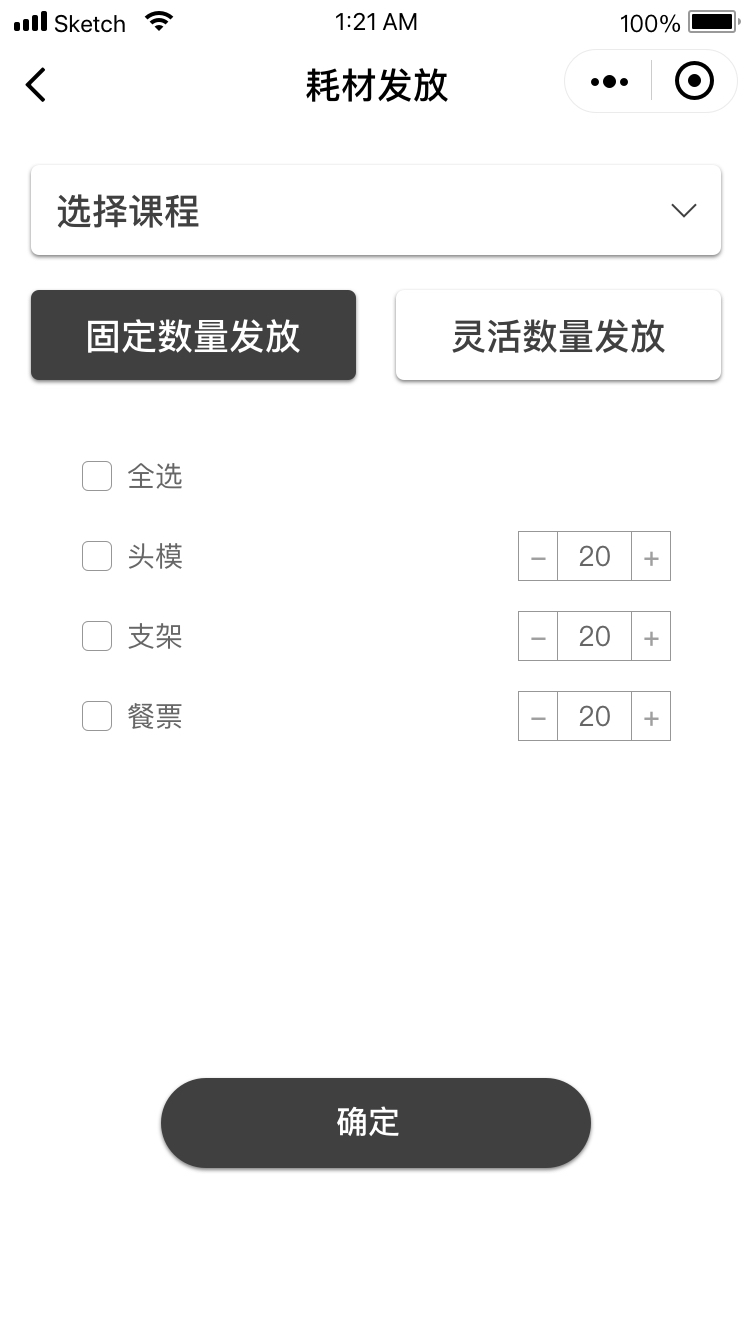 Sketch 1:21 AM 100%
耗材发放
选择课程
固定数量发放 灵活数量发放
全选
头模 − 20 +
支架 − 20 +
餐票 − 20 +
确定